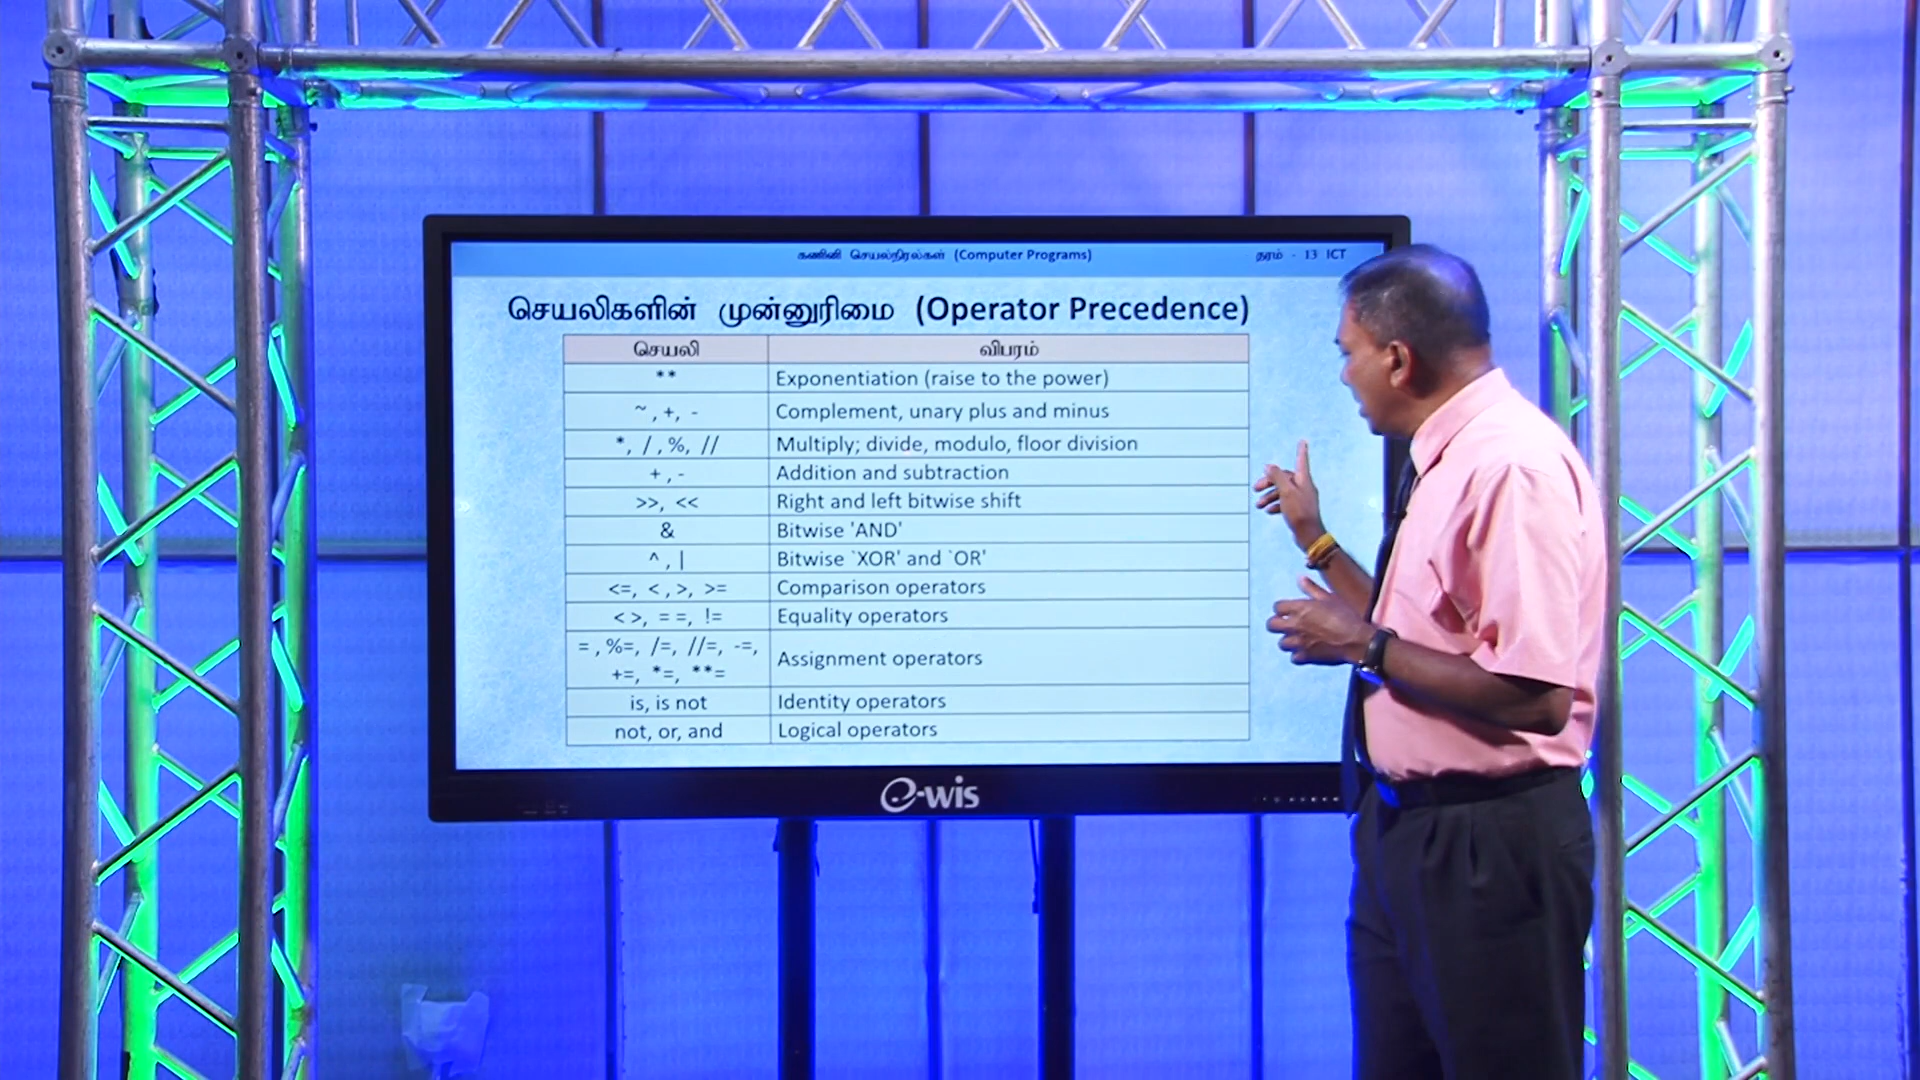 கணினி செயல்நிரல்கள் (Computer Programs)
தரம் - 13 ICT
செயலிகளின் முன்னுரிமை (Operator Precedence)
செயலி விபரம்
** Exponentiation (raise to the power)
~ , +, - Complement, unary plus and minus
*, / , %, // Multiply; divide, modulo, floor division
+ , - Addition and subtraction
>>, << Right and left bitwise shift
& Bitwise 'AND'
^ , | Bitwise `XOR' and `OR'
<=, < , >, >= Comparison operators
< >, = =, != Equality operators
= , %=, /=, //=, -=,
+=, *=, **= Assignment operators
is, is not Identity operators
not, or, and Logical operators
e-wis